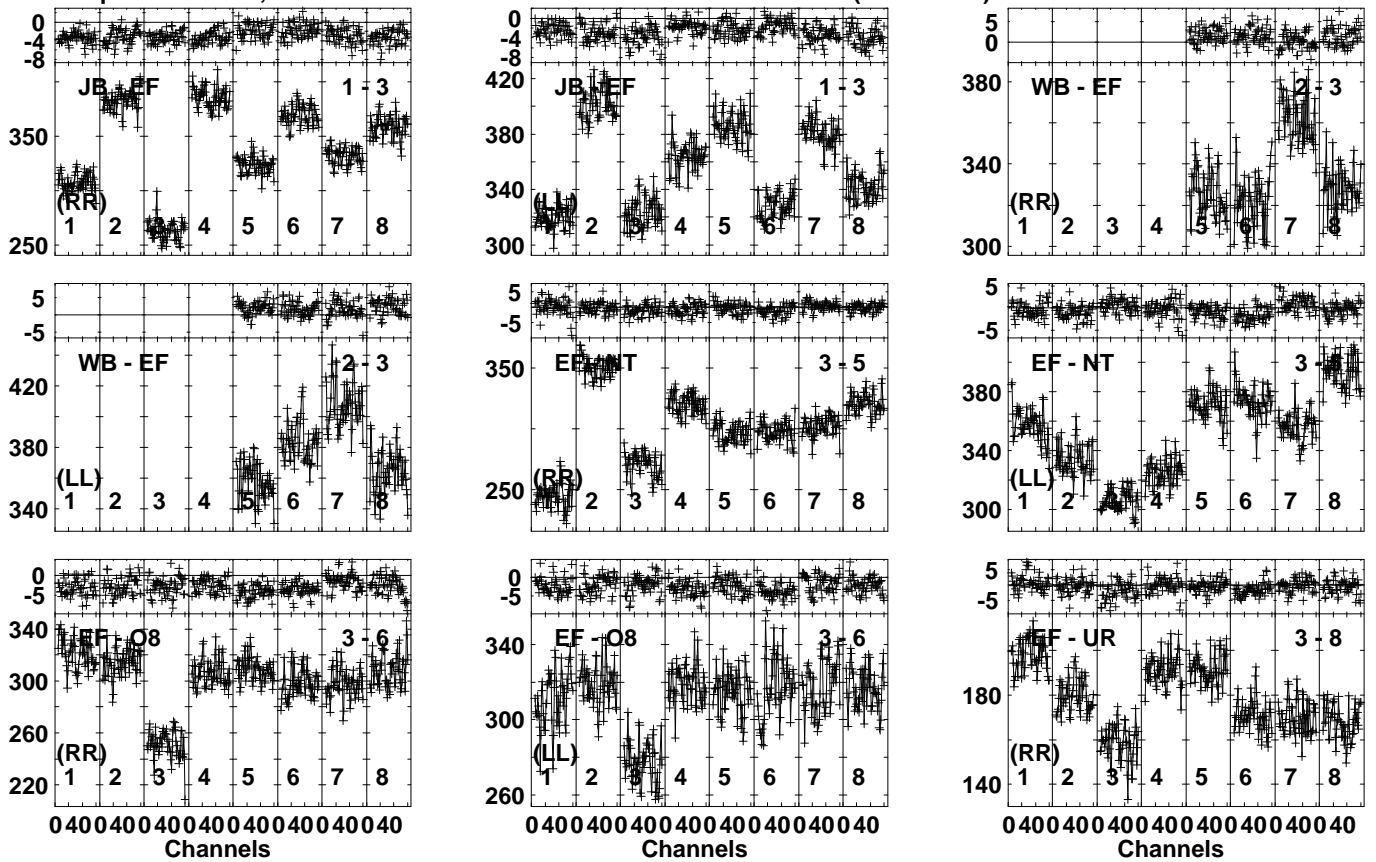 0 0 5
-4 -4 0
-8 -8
JB - EF 1 - 3 420 JB - EF 1 - 3 380 WB - EF 2 - 3
350 380 340
340
(RR) (LL) (RR)
1 2 3 4 5 6 7 8 1 2 3 4 5 6 7 8 1 2 3 4 5 6 7 8
250 300 300
5 5 5
-5 -5 -5
WB - EF 2 - 3 350 EF - NT 3 - 5 EF - NT 3 - 5
420 380
380 340
(LL) (RR) (LL)
1 2 3 4 5 6 7 8 250 1 2 3 4 5 6 7 8 1 2 3 4 5 6 7 8
340 300
0 0 5
-5 -5 -5
340 EF - O8 3 - 6 340 EF - O8 3 - 6 EF - UR 3 - 8
300 300 180
260
(RR) (LL) (RR)
1 2 3 4 5 6 7 8 1 2 3 4 5 6 7 8 1 2 3 4 5 6 7 8
220 260 140
0 40 0 40 0 40 0 40 0 40 0 40 0 40 0 40 0 40 0 40 0 40 0 40 0 40 0 40 0 40 0 40 0 40 0 40 0 40 0 40 0 40 0 40 0 40 0 40
Channels Channels Channels